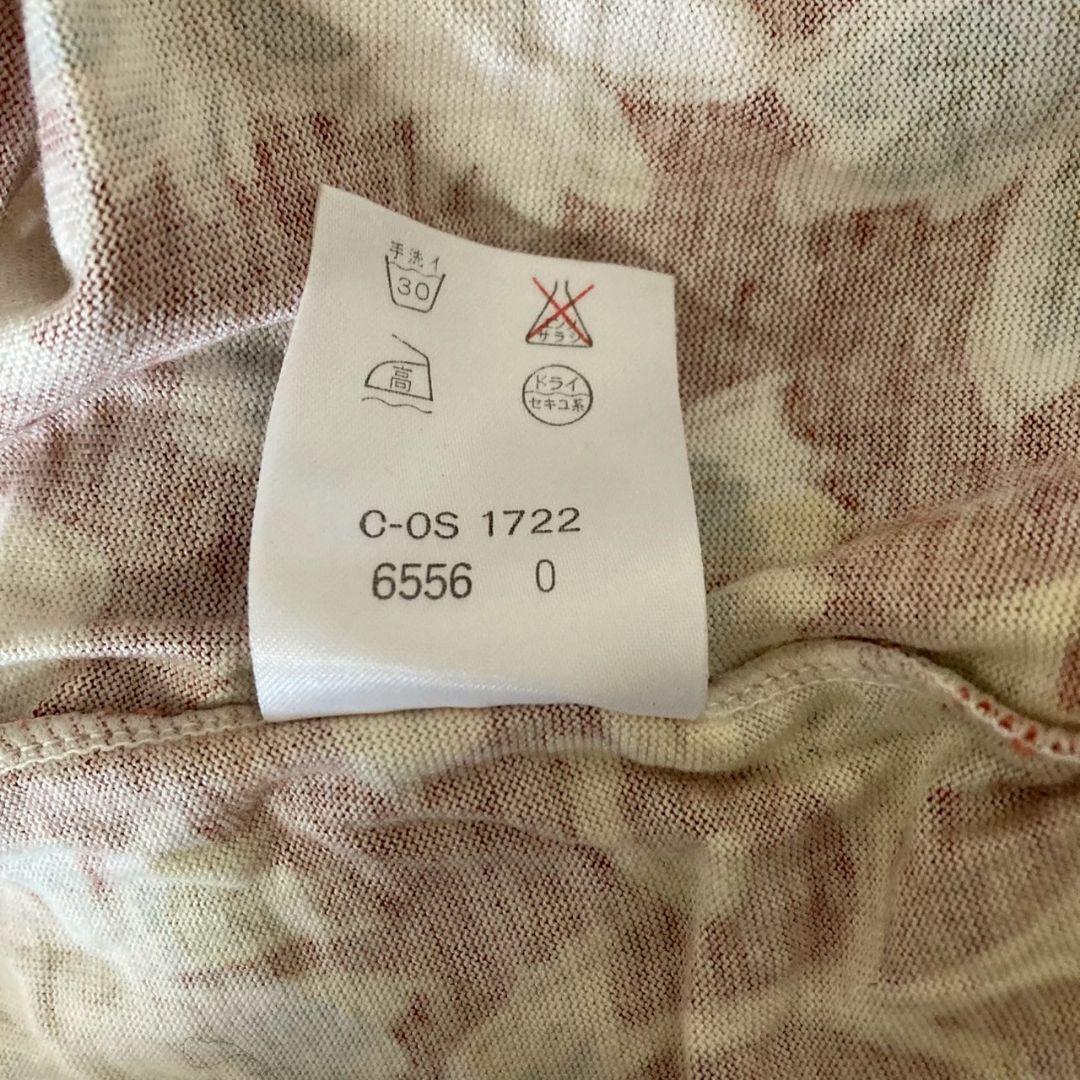 手洗イ
30
エンソ
サラシ
高
ドライ
セキユ系
C-OS 1722
6556 0